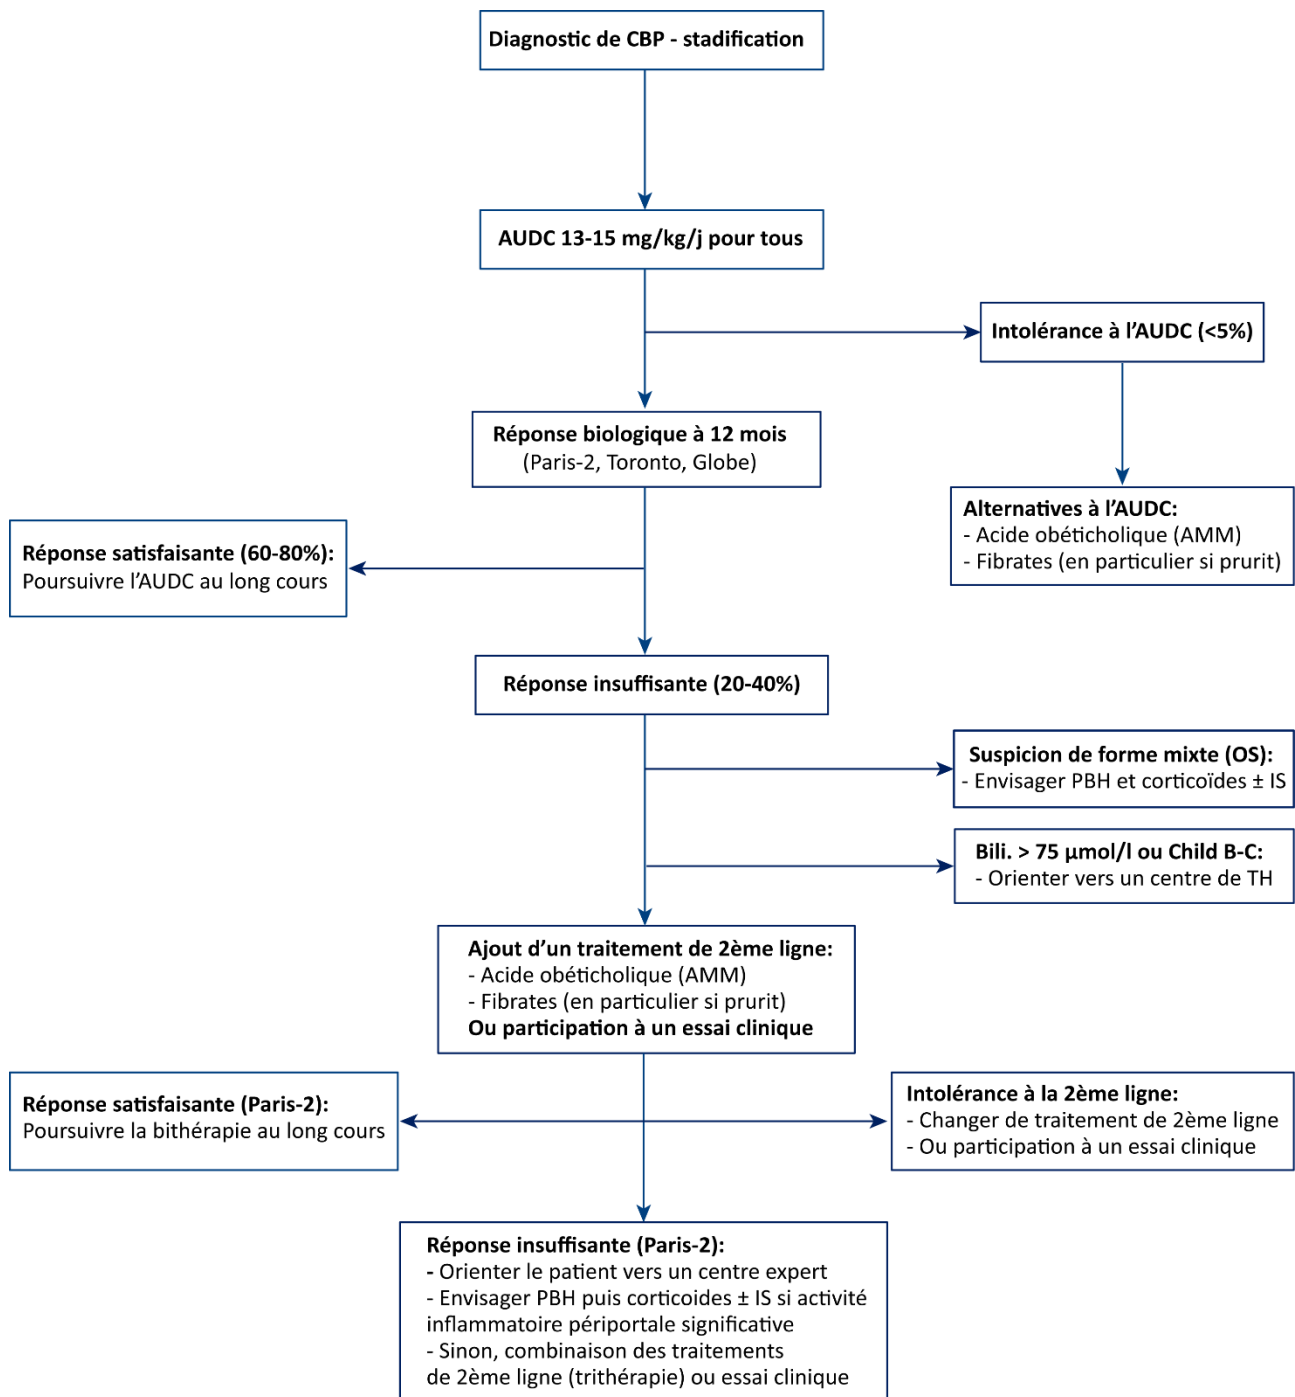 Diagnostic de CBP - stadification
AUDC 13-15 mg/kg/j pour tous
Intolérance à l'AUDC (<5%)
Réponse biologique à 12 mois
(Paris-2, Toronto, Globe)
Alternatives à l'AUDC:
- Acide obéticholique (AMM)
- Fibrates (en particulier si prurit)
Réponse satisfaisante (60-80%):
Poursuivre l'AUDC au long cours
Réponse insuffisante (20-40%)
Suspicion de forme mixte (OS):
- Envisager PBH et corticoïdes ± IS
Bili. > 75 µmol/l ou Child B-C:
- Orienter vers un centre de TH
Ajout d'un traitement de 2ème ligne:
- Acide obéticholique (AMM)
- Fibrates (en particulier si prurit)
Ou participation à un essai clinique
Réponse satisfaisante (Paris-2):
Poursuivre la bithérapie au long cours
Intolérance à la 2ème ligne:
- Changer de traitement de 2ème ligne
- Ou participation à un essai clinique
Réponse insuffisante (Paris-2):
- Orienter le patient vers un centre expert
- Envisager PBH puis corticoides ± IS si activité
inflammatoire périportale significative
- Sinon, combinaison des traitements
de 2ème ligne (trithérapie) ou essai clinique